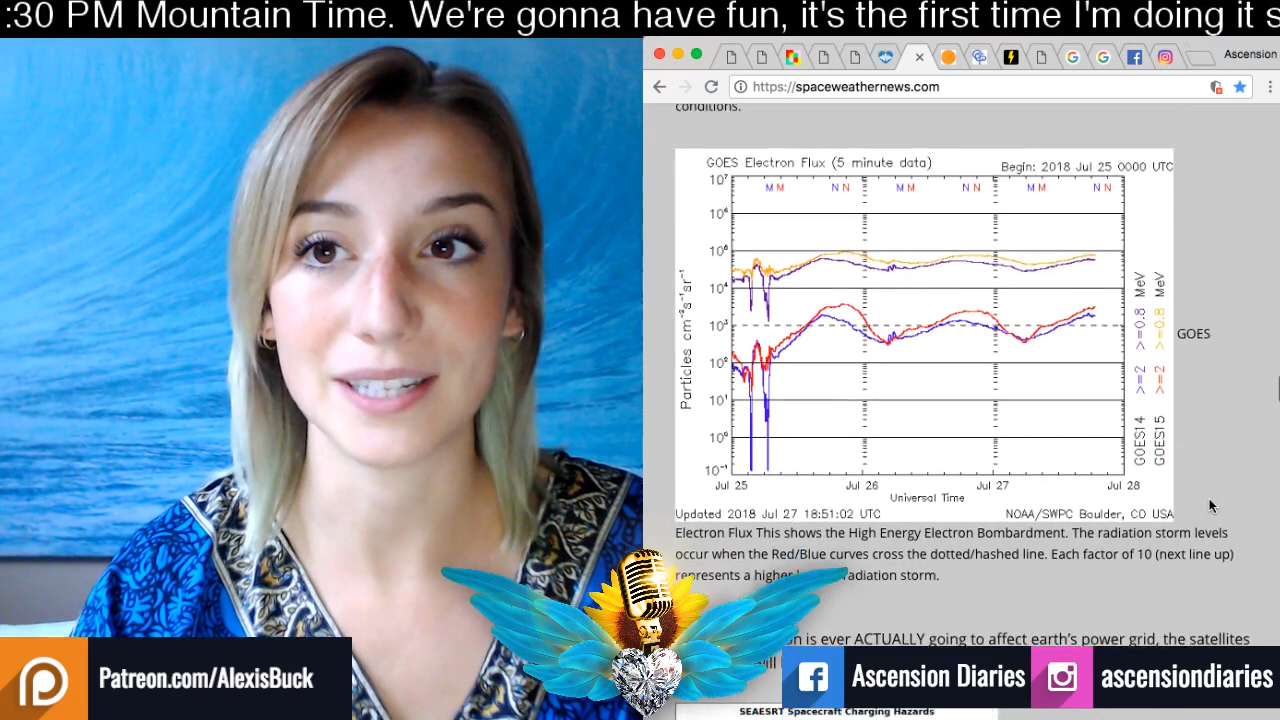 :30 PM Mountain Time. We're gonna have fun, it's the first time I'm doing it s
Ascension
https://spaceweathernews.com
conditions.
GOES Electron Flux (5 minute data)
Begin: 2018 Jul 25 0000 UTC
M M N N M M N N M M N N
10⁷
10⁶
10⁶
10⁴
10³
10²
10¹
10⁰
10⁻¹
Particles cm⁻²s⁻¹sr⁻¹
GOES14 >=2 >=0.8 MeV
GOES15 >=2 >=0.8 MeV
GOES
Jul 25 Jul 26 Jul 27 Jul 28
Universal Time
Updated 2018 Jul 27 18:51:02 UTC
NOAA/SWPC Boulder, CO USA
Electron Flux This shows the High Energy Electron Bombardment. The radiation storm levels
occur when the Red/Blue curves cross the dotted/hashed line. Each factor of 10 (next line up)
represents a higher radiation storm.
is ever ACTUALLY going to affect earth's power grid, the satellites
will
SEAESRT Spacecraft Charging Hazards
Patreon.com/AlexisBuck
Ascension Diaries
ascensiondiaries